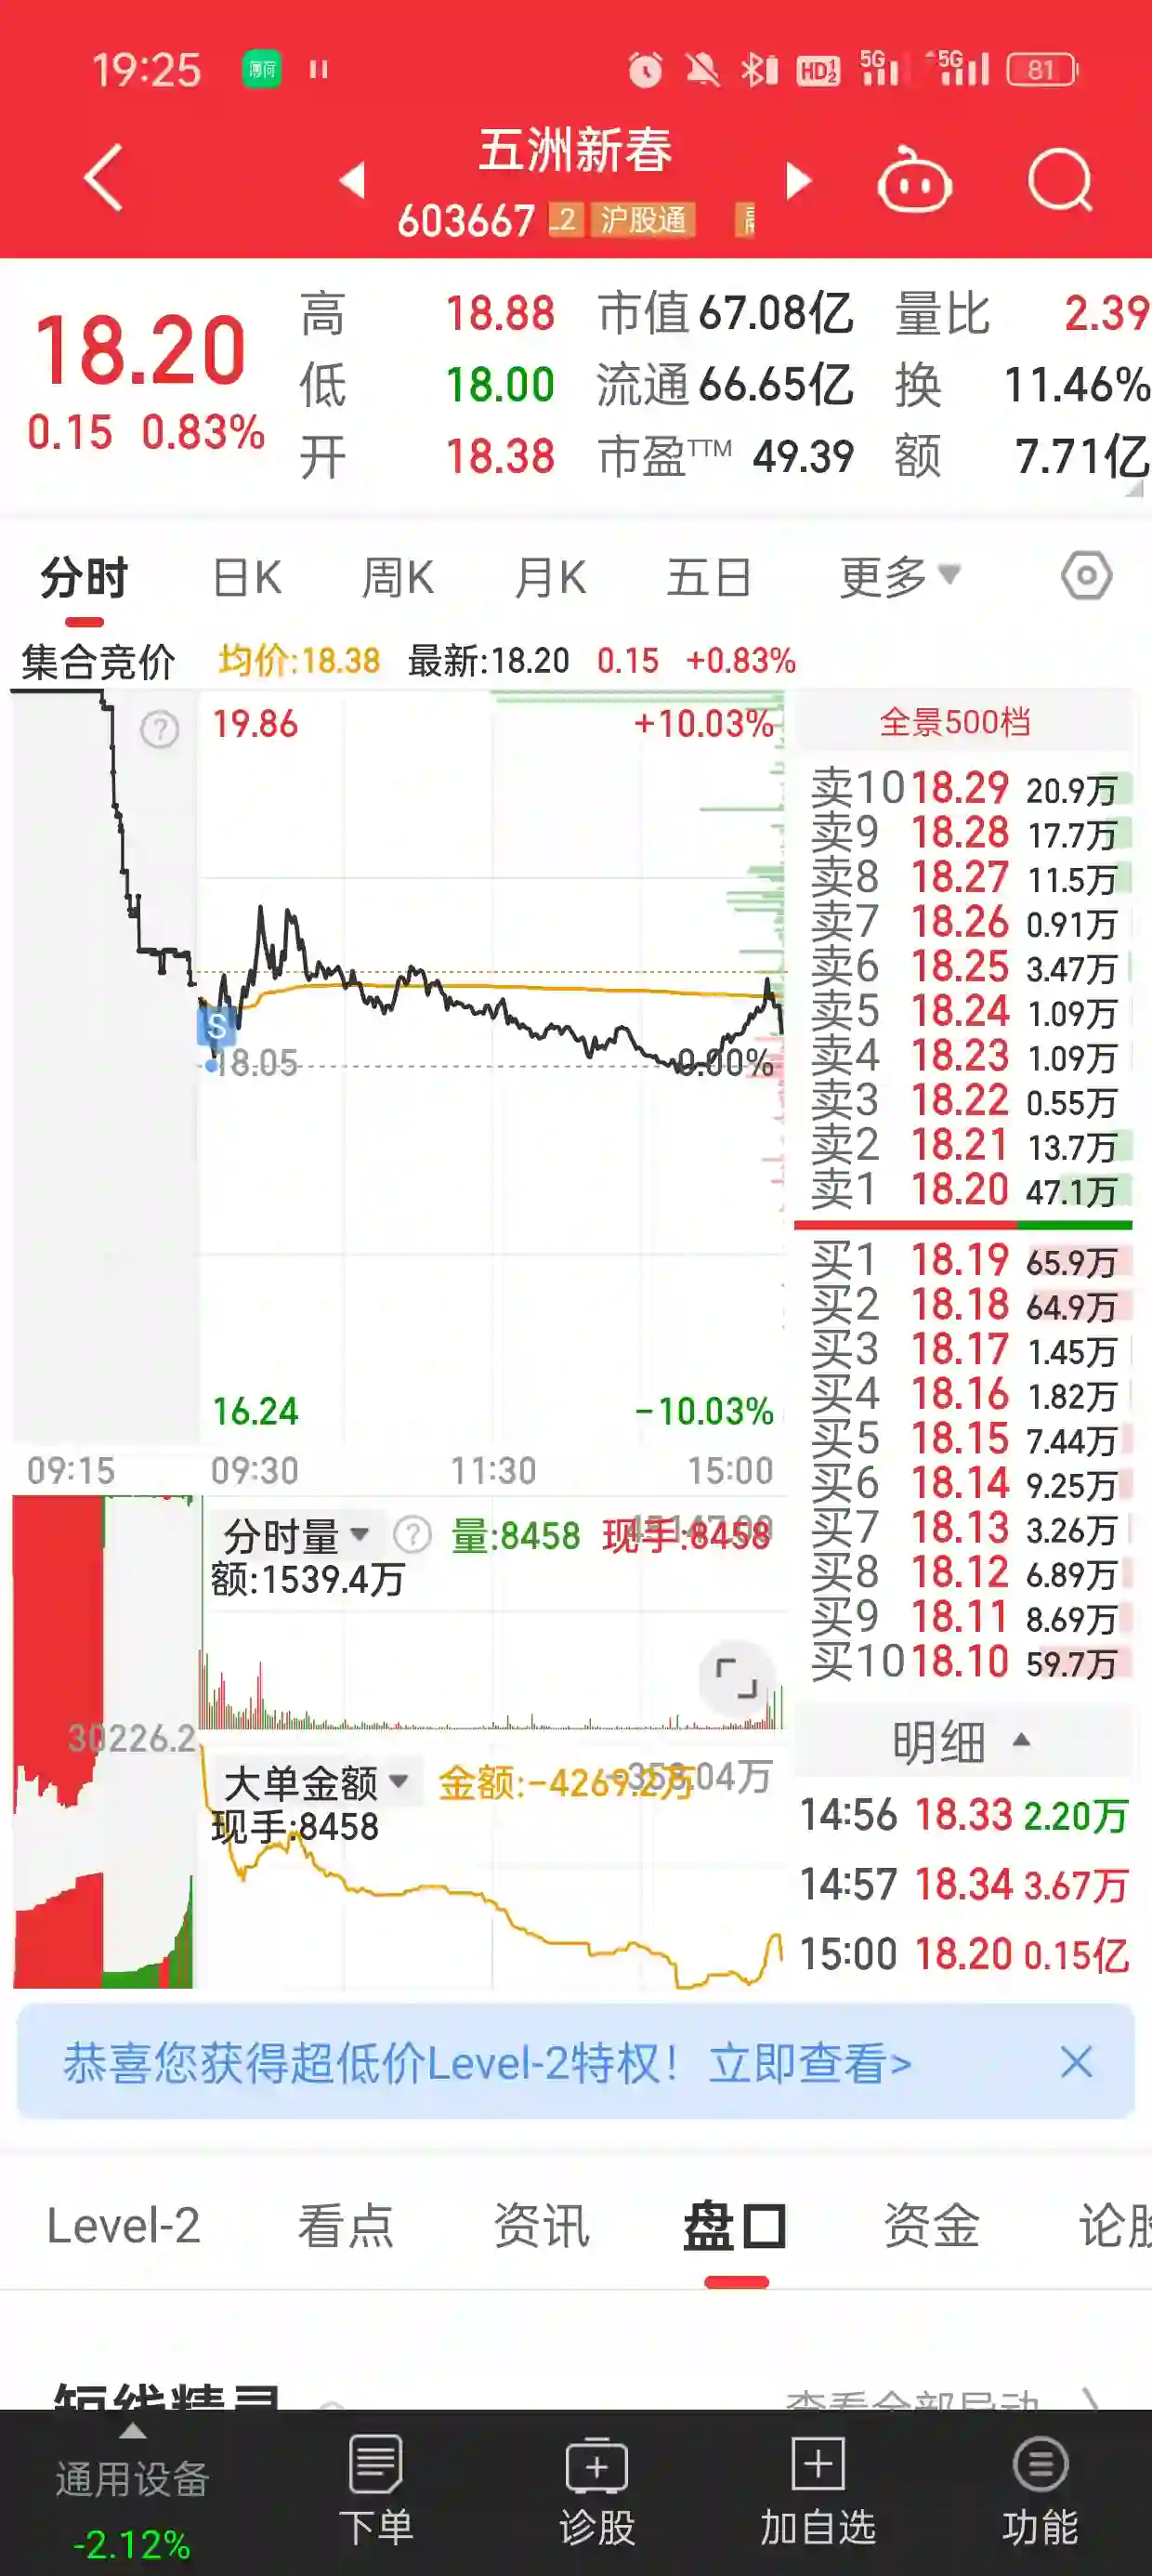 19:25 薄荷 HD 1 2 5G 5G 81
五洲新春
603667 L2 沪股通
18.20
0.15 0.83%
高 18.88 市值 67.08亿 量比 2.39
低 18.00 流通 66.65亿 换 11.46%
开 18.38 市盈TTM 49.39 额 7.71亿
分时 日K 周K 月K 五日 更多
集合竞价 均价:18.38 最新:18.20 0.15 +0.83%
19.86 +10.03%
S
18.05 0.00%
16.24 -10.03%
09:15 09:30 11:30 15:00
全景500档
卖10 18.29 20.9万
卖9 18.28 17.7万
卖8 18.27 11.5万
卖7 18.26 0.91万
卖6 18.25 3.47万
卖5 18.24 1.09万
卖4 18.23 1.09万
卖3 18.22 0.55万
卖2 18.21 13.7万
卖1 18.20 47.1万
买1 18.19 65.9万
买2 18.18 64.9万
买3 18.17 1.45万
买4 18.16 1.82万
买5 18.15 7.44万
买6 18.14 9.25万
买7 18.13 3.26万
买8 18.12 6.89万
买9 18.11 8.69万
买10 18.10 59.7万
分时量 ? 量:8458 现手:8458
额:1539.4万
30226.2
大单金额 金额:-4269.2万
现手:8458
明细
14:56 18.33 2.20万
14:57 18.34 3.67万
15:00 18.20 0.15亿
恭喜您获得超低价Level-2特权！立即查看>
Level-2 看点 资讯 盘口 资金 论股
短线精灵 查看全部异动
通用设备
-2.12%
下单 诊股 加自选 功能